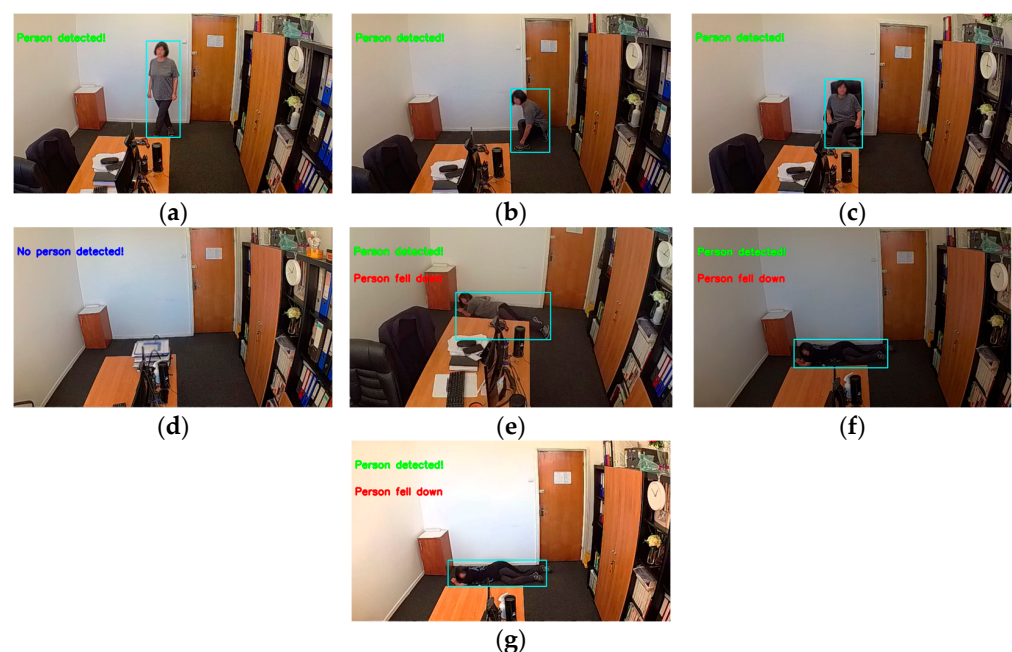 Person detected!
Person detected!
Person detected!
(a)
(b)
(c)
No person detected!
Person detected!
Person fell down
Person detected!
Person fell down
(d)
(e)
(f)
Person detected!
Person fell down
(g)